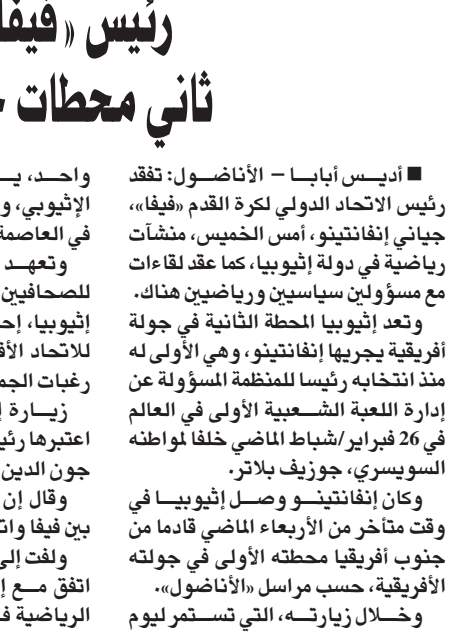 رئيس «فيفا
ثاني محطات
■ أديس أبابا – الأناضول: تفقد
رئيس الاتحاد الدولي لكرة القدم «فيفا»،
جياني إنفانتينو، أمس الخميس، منشآت
رياضية في دولة إثيوبيا، كما عقد لقاءات
مع مسؤولين سياسيين ورياضيين هناك.
وتعد إثيوبيا المحطة الثانية في جولة
أفريقية يجريها إنفانتينو، وهي الأولى له
منذ انتخابه رئيسا للمنظمة المسؤولة عن
إدارة اللعبة الشعبية الأولى في العالم
في 26 فبراير/شباط الماضي خلفا لمواطنه
السويسري، جوزيف بلاتر.
وكان إنفانتينو وصل إثيوبيا في
وقت متأخر من الأربعاء الماضي قادما من
جنوب أفريقيا محطته الأولى في جولته
الأفريقية، حسب مراسل «الأناضول».
وخلال زيارته، التي تستمر ليوم
واحد،
الإثيوبي،
في العاصمة
وتعهد
للصحافيين
إثيوبيا،
للاتحاد
رغبات
زيارة
اعتبرها
جون الدين
وقال إن
بين فيفا
ولفت إلى
اتفق مع
الرياضية